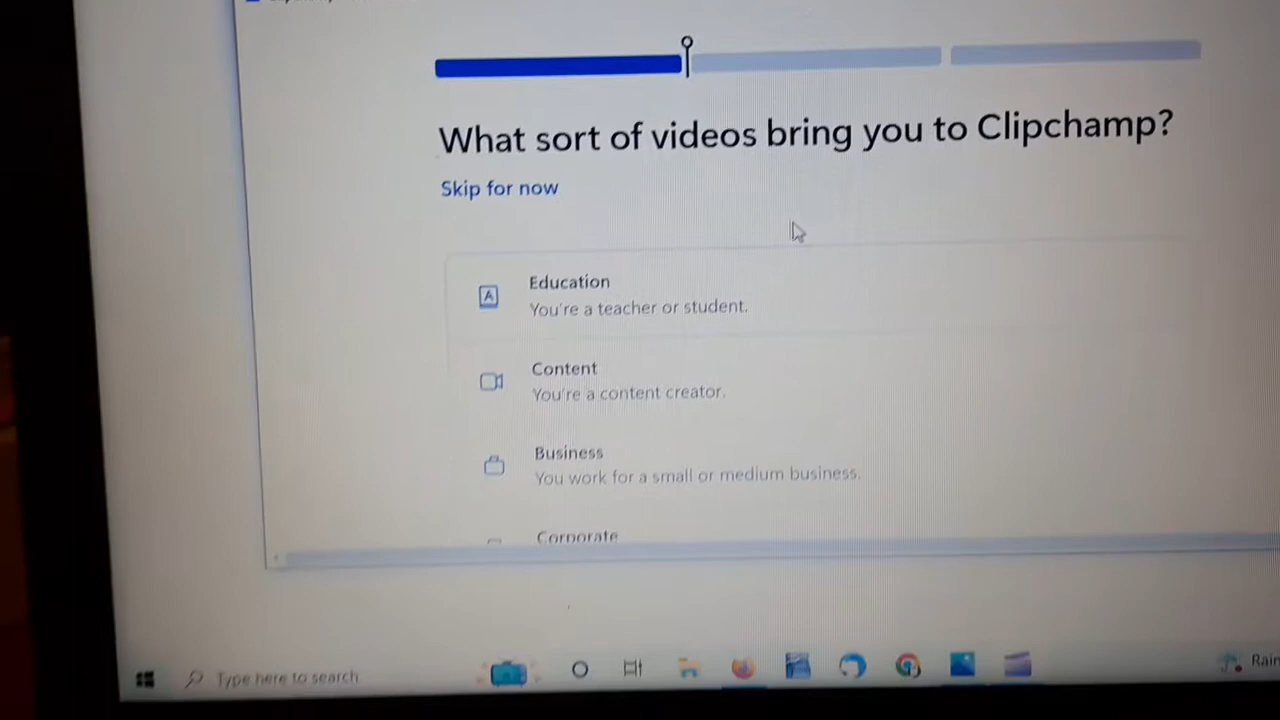 What sort of videos bring you to Clipchamp?
Skip for now
Education
You're a teacher or student.
Content
You're a content creator.
Business
You work for a small or medium business.
Corporate
Type here to search
Rain